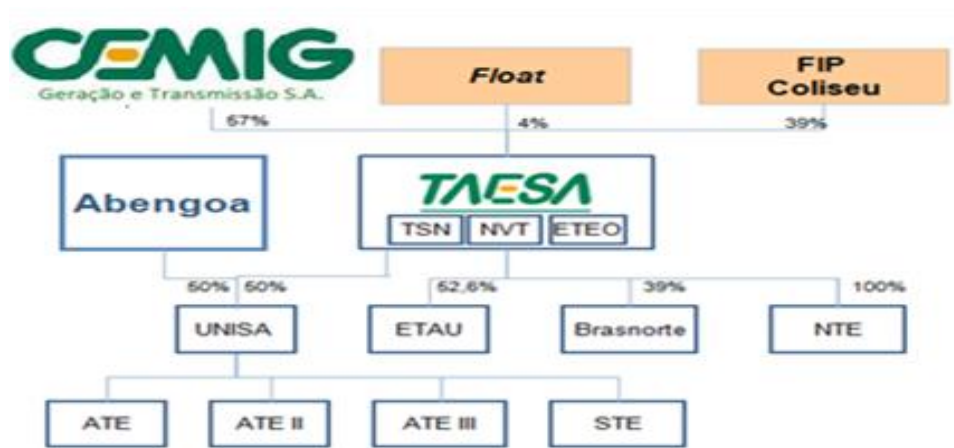 CEMIG
Geração e Transmissão S.A.
Float
FIP
Coliseu
57%
4%
39%
Abengoa
TAESA
TSN
NVT
ETEO
50%
50%
52,6%
39%
100%
UNISA
ETAU
Brasnorte
NTE
ATE
ATE II
ATE III
STE